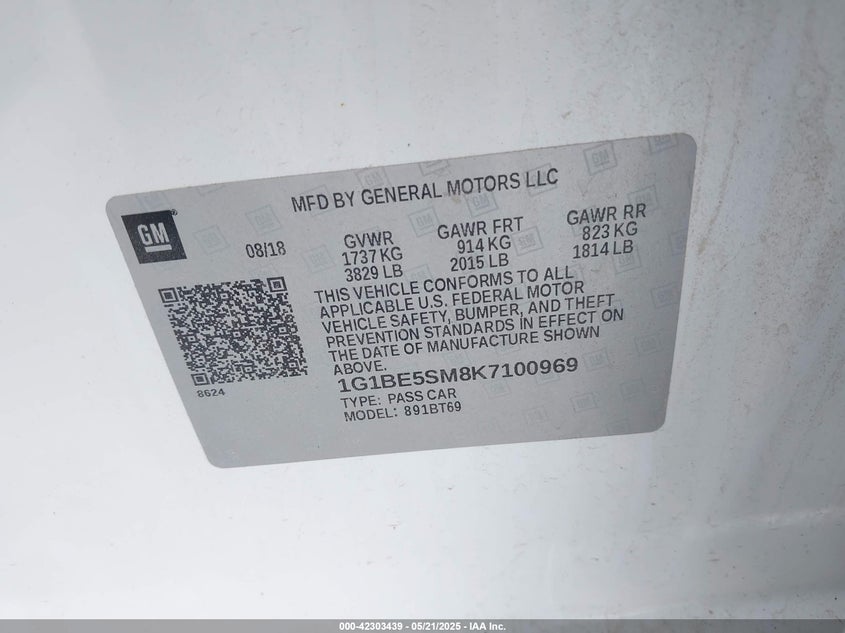 MFD BY GENERAL MOTORS LLC
GM®
08/18
GVWR
1737 KG
3829 LB
GAWR FRT
914 KG
2015 LB
GAWR RR
823 KG
1814 LB
THIS VEHICLE CONFORMS TO ALL
APPLICABLE U.S. FEDERAL MOTOR
VEHICLE SAFETY, BUMPER, AND THEFT
PREVENTION STANDARDS IN EFFECT ON
THE DATE OF MANUFACTURE SHOWN
ABOVE.
8624
1G1BE5SM8K7100969
TYPE: PASS CAR
MODEL: 891BT69
000-42303439 - 05/21/2025 - IAA Inc.